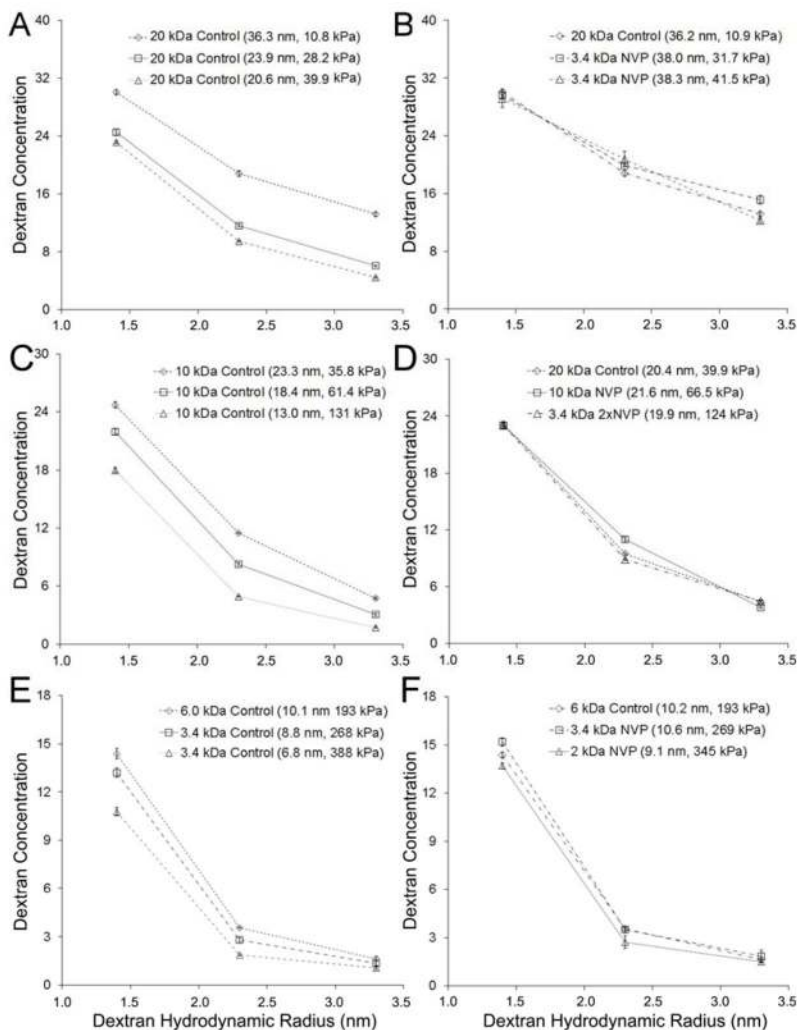 A
Dextran Concentration
40
30
24
16
8
0
1.0
1.5
2.0
2.5
3.0
3.5
20 kDa Control (36.3 nm, 10.8 kPa)
20 kDa Control (23.9 nm, 28.2 kPa)
20 kDa Control (20.6 nm, 39.9 kPa)
B
Dextran Concentration
40
32
24
16
8
0
1.0
1.5
2.0
2.5
3.0
3.5
20 kDa Control (36.2 nm, 10.9 kPa)
3.4 kDa NVP (38.0 nm, 31.7 kPa)
3.4 kDa NVP (38.3 nm, 41.5 kPa)
C
Dextran Concentration
30
24
18
12
6
0
1.0
1.5
2.0
2.5
3.0
3.5
10 kDa Control (23.3 nm, 35.8 kPa)
10 kDa Control (18.4 nm, 61.4 kPa)
10 kDa Control (13.0 nm, 131 kPa)
D
Dextran Concentration
30
24
18
12
6
0
1.0
1.5
2.0
2.5
3.0
3.5
20 kDa Control (20.4 nm, 39.9 kPa)
10 kDa NVP (21.6 nm, 66.5 kPa)
3.4 kDa 2xNVP (19.9 nm, 124 kPa)
E
Dextran Concentration
18
15
12
9
6
3
0
1.0
1.5
2.0
2.5
3.0
3.5
6.0 kDa Control (10.1 nm 193 kPa)
3.4 kDa Control (8.8 nm, 268 kPa)
3.4 kDa Control (6.8 nm, 388 kPa)
Dextran Hydrodynamic Radius (nm)
F
Dextran Concentration
18
15
12
9
6
3
0
1.0
1.5
2.0
2.5
3.0
3.5
6 kDa Control (10.2 nm, 193 kPa)
3.4 kDa NVP (10.6 nm, 269 kPa)
2 kDa NVP (9.1 nm, 345 kPa)
Dextran Hydrodynamic Radius (nm)